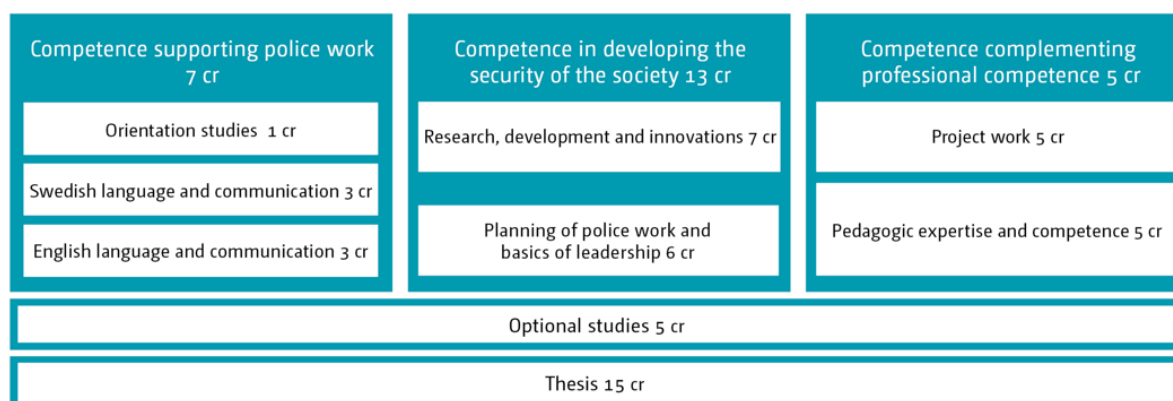 Competence supporting police work
7 cr
Orientation studies 1 cr
Swedish language and communication 3 cr
English language and communication 3 cr
Competence in developing the
security of the society 13 cr
Research, development and innovations 7 cr
Planning of police work and
basics of leadership 6 cr
Competence complementing
professional competence 5 cr
Project work 5 cr
Pedagogic expertise and competence 5 cr
Optional studies 5 cr
Thesis 15 cr